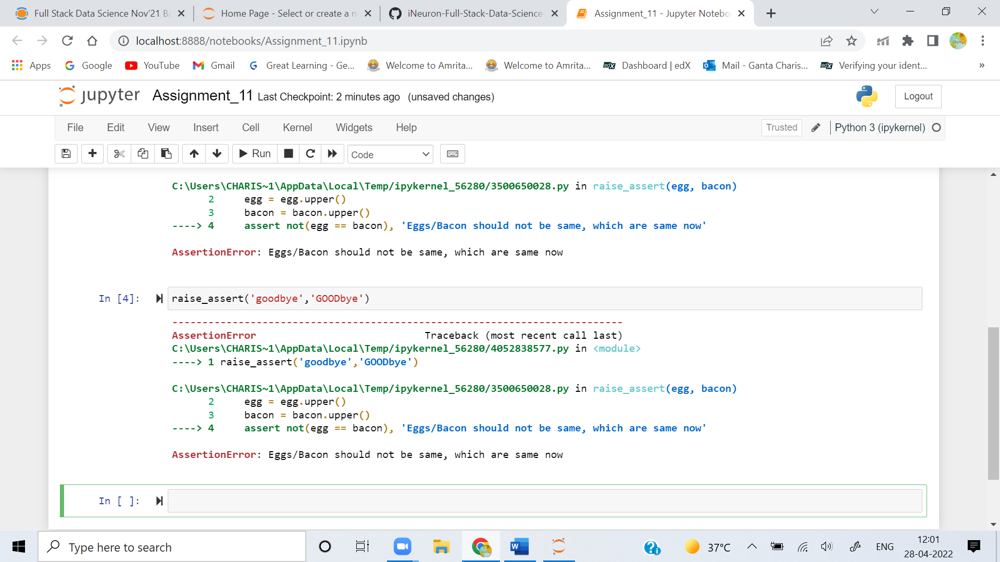 Full Stack Data Science Nov'21 Ba
Home Page - Select or create a n
iNeuron-Full-Stack-Data-Science-
Assignment_11 - Jupyter Notebo
localhost:8888/notebooks/Assignment_11.ipynb
Apps
Google
YouTube
Gmail
Great Learning - Ge...
Welcome to Amrita...
Welcome to Amrita...
edX
Dashboard | edX
Mail - Ganta Charis...
edX
Verifying your ident...
»
jupyter
Assignment_11 Last Checkpoint: 2 minutes ago (unsaved changes)
Logout
File Edit View Insert Cell Kernel Widgets Help
Trusted
Python 3 (ipykernel)
Run
Code
C:\Users\CHARIS~1\AppData\Local\Temp/ipykernel_56280/3500650028.py in raise_assert(egg, bacon)
2     egg = egg.upper()
3     bacon = bacon.upper()
----> 4     assert not(egg == bacon), 'Eggs/Bacon should not be same, which are same now'
AssertionError: Eggs/Bacon should not be same, which are same now
In [4]: raise_assert('goodbye','GOODbye')
---------------------------------------------------------------------------
AssertionError                            Traceback (most recent call last)
C:\Users\CHARIS~1\AppData\Local\Temp/ipykernel_56280/4052838577.py in <module>
----> 1 raise_assert('goodbye','GOODbye')
C:\Users\CHARIS~1\AppData\Local\Temp/ipykernel_56280/3500650028.py in raise_assert(egg, bacon)
2     egg = egg.upper()
3     bacon = bacon.upper()
----> 4     assert not(egg == bacon), 'Eggs/Bacon should not be same, which are same now'
AssertionError: Eggs/Bacon should not be same, which are same now
In [ ]:
Type here to search
W
37°C
ENG
12:01
28-04-2022